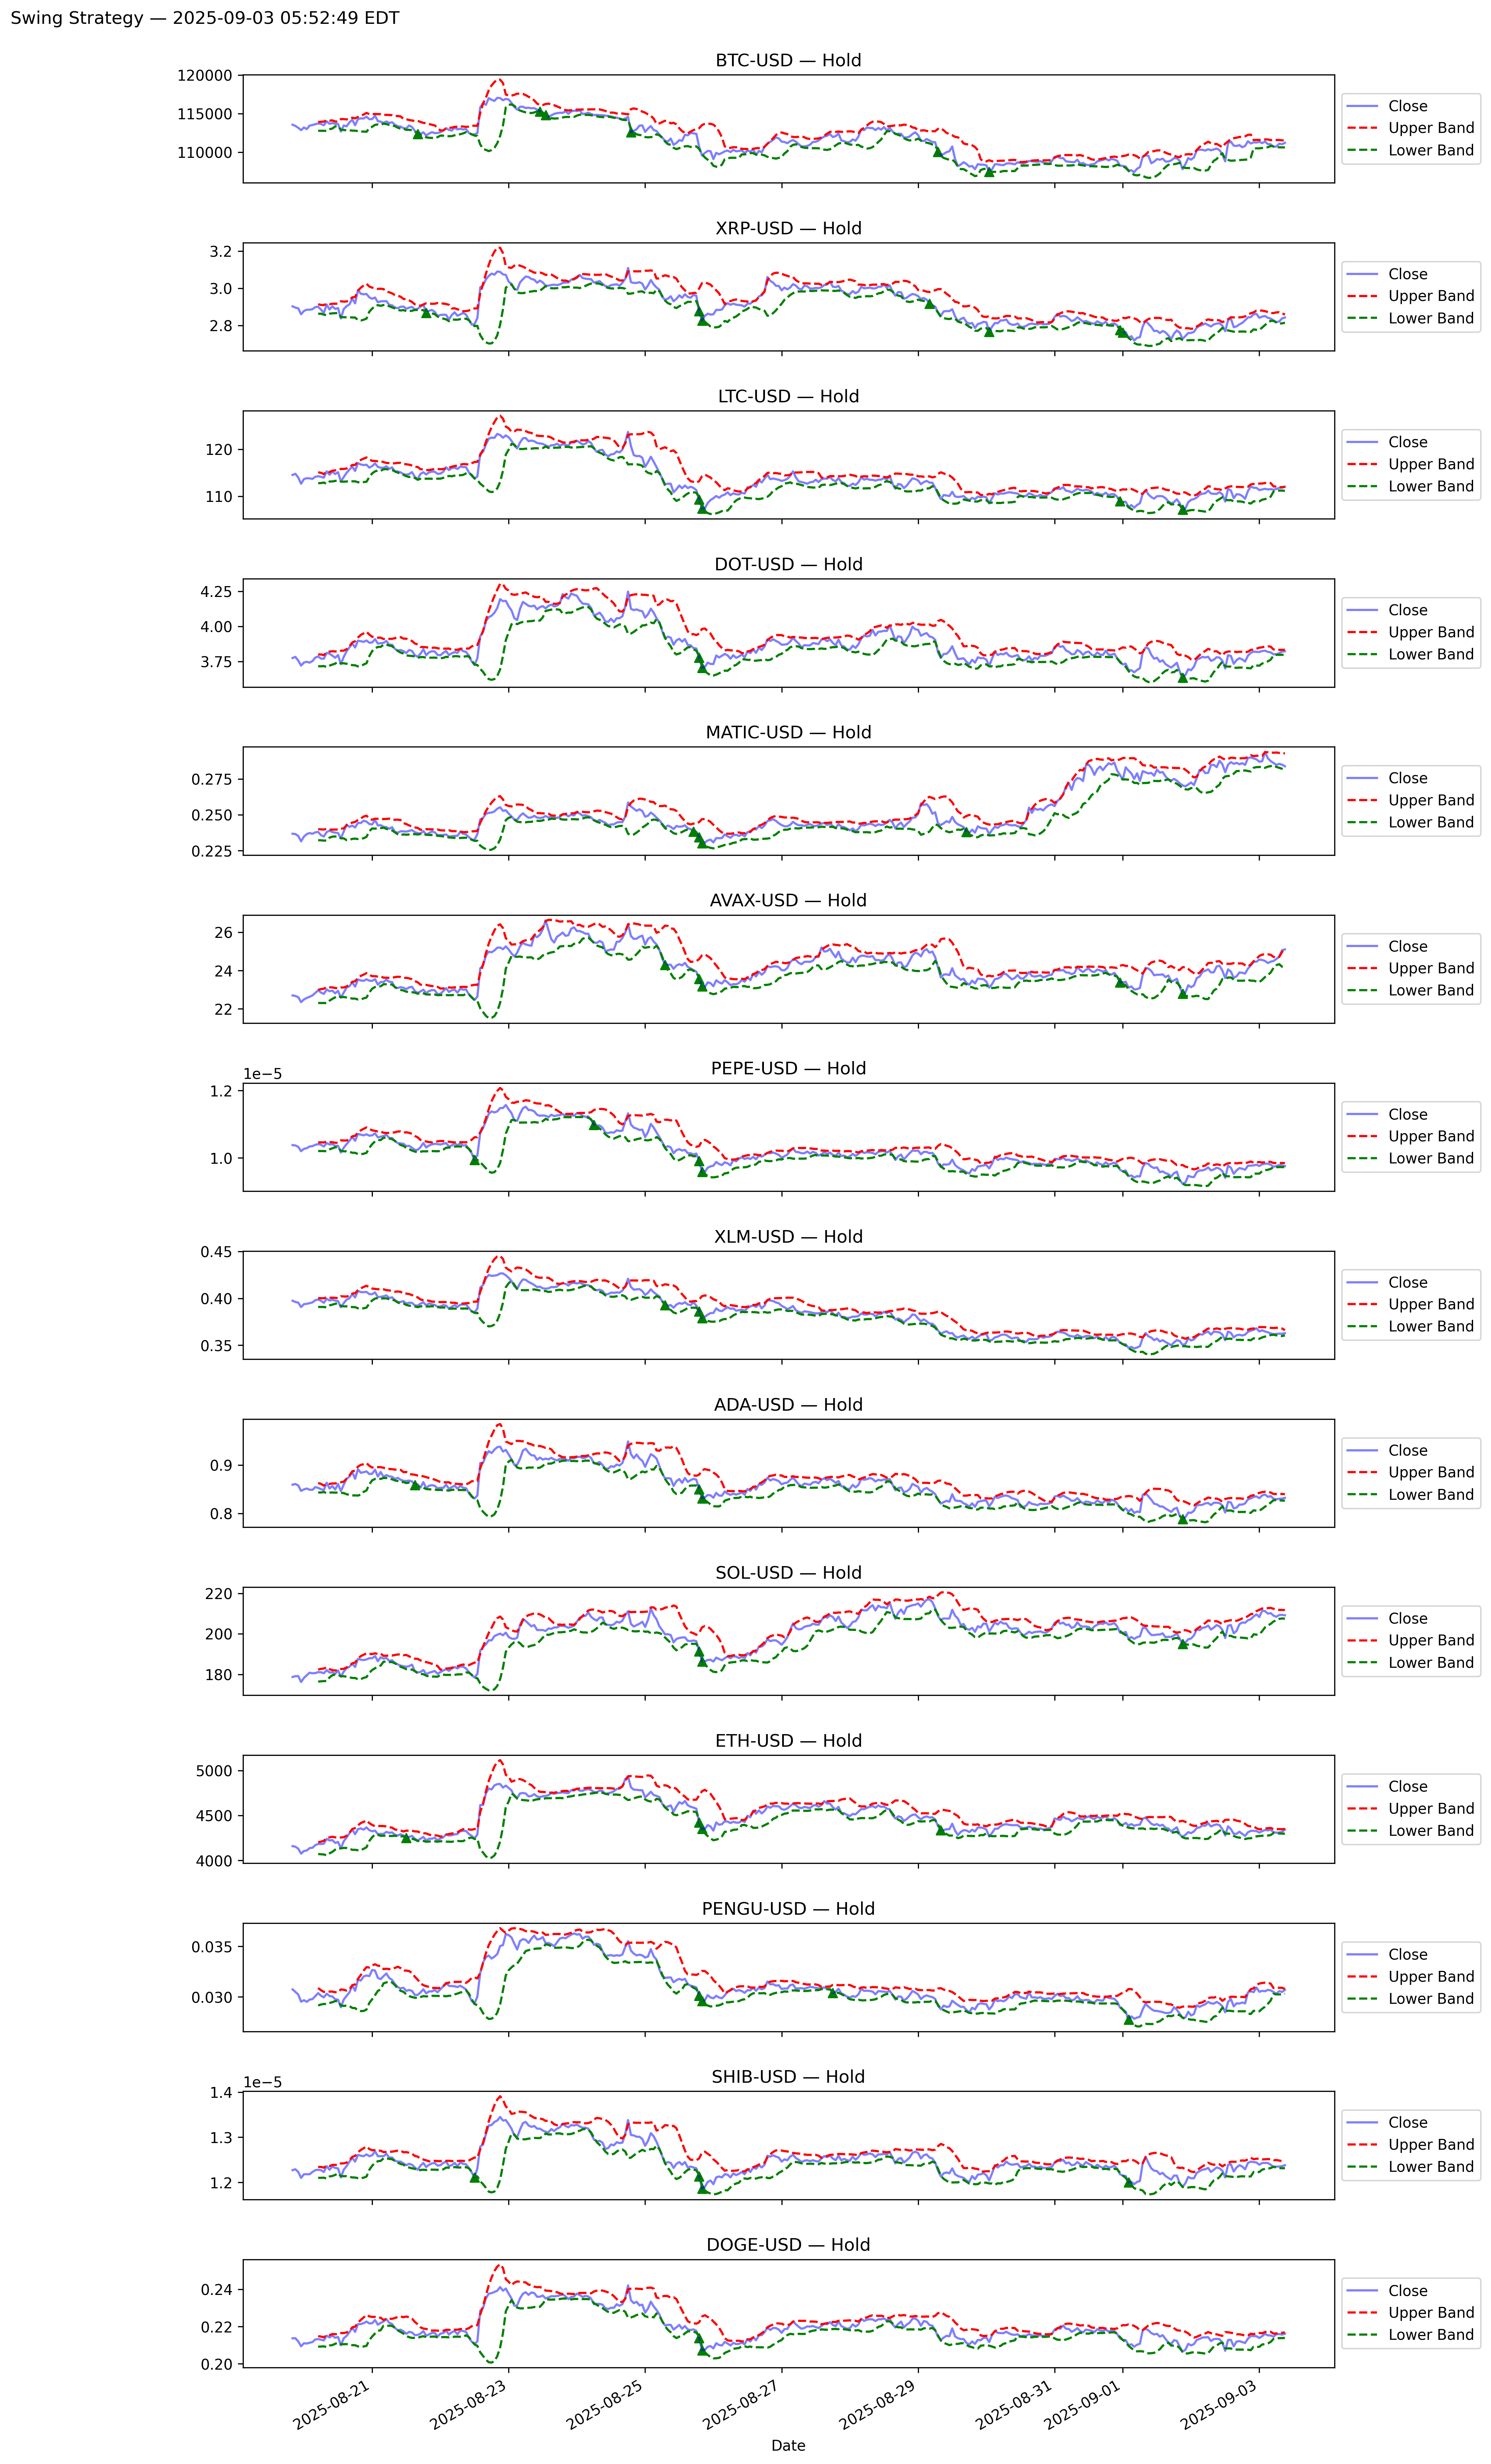 Swing Strategy — 2025-09-03 05:52:49 EDT
BTC-USD — Hold
120000
115000
110000
Close
Upper Band
Lower Band
XRP-USD — Hold
3.2
3.0
2.8
Close
Upper Band
Lower Band
LTC-USD — Hold
120
110
Close
Upper Band
Lower Band
DOT-USD — Hold
4.25
4.00
3.75
Close
Upper Band
Lower Band
MATIC-USD — Hold
0.275
0.250
0.225
Close
Upper Band
Lower Band
AVAX-USD — Hold
26
24
22
Close
Upper Band
Lower Band
PEPE-USD — Hold
1e−5
1.2
1.0
Close
Upper Band
Lower Band
XLM-USD — Hold
0.45
0.40
0.35
Close
Upper Band
Lower Band
ADA-USD — Hold
0.9
0.8
Close
Upper Band
Lower Band
SOL-USD — Hold
220
200
180
Close
Upper Band
Lower Band
ETH-USD — Hold
5000
4500
4000
Close
Upper Band
Lower Band
PENGU-USD — Hold
0.035
0.030
Close
Upper Band
Lower Band
SHIB-USD — Hold
1e−5
1.4
1.3
1.2
Close
Upper Band
Lower Band
DOGE-USD — Hold
0.24
0.22
0.20
Close
Upper Band
Lower Band
2025-08-21
2025-08-23
2025-08-25
2025-08-27
2025-08-29
2025-08-31
2025-09-01
2025-09-03
Date